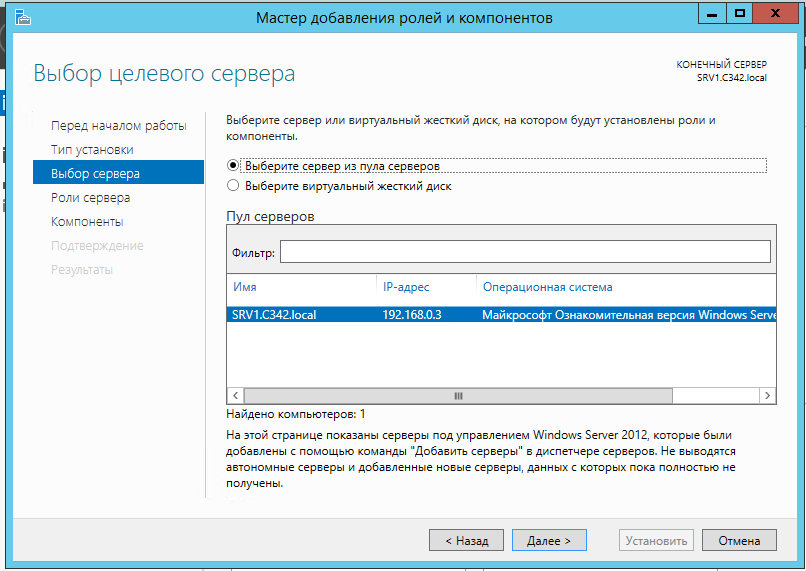 Мастер добавления ролей и компонентов
Выбор целевого сервера
КОНЕЧНЫЙ СЕРВЕР
SRV1.C342.local
Перед началом работы
Тип установки
Выбор сервера
Роли сервера
Компоненты
Подтверждение
Результаты
Выберите сервер или виртуальный жесткий диск, на котором будут установлены роли и
компоненты.
Выберите сервер из пула серверов
Выберите виртуальный жесткий диск
Пул серверов
Фильтр:
Имя IP-адрес Операционная система
SRV1.C342.local 192.168.0.3 Майкрософт Ознакомительная версия Windows Serve
Найдено компьютеров: 1
На этой странице показаны серверы под управлением Windows Server 2012, которые были
добавлены с помощью команды "Добавить серверы" в диспетчере серверов. Не выводятся
автономные серверы и добавленные новые серверы, данных с которых пока полностью не
получены.
< Назад Далее > Установить Отмена